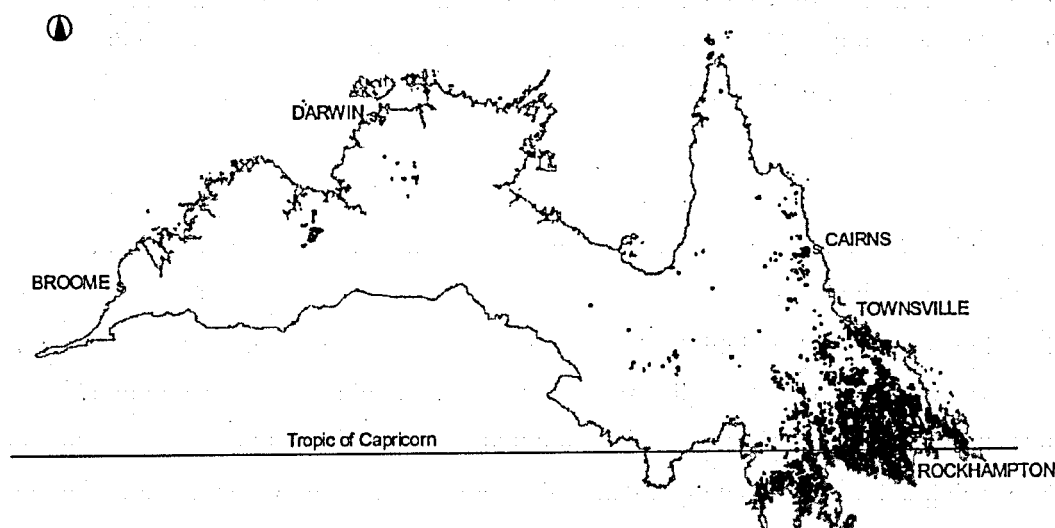 DARWIN
CAIRNS
BROOME
TOWNSVILLE
Tropic of Capricorn
ROCKHAMPTON